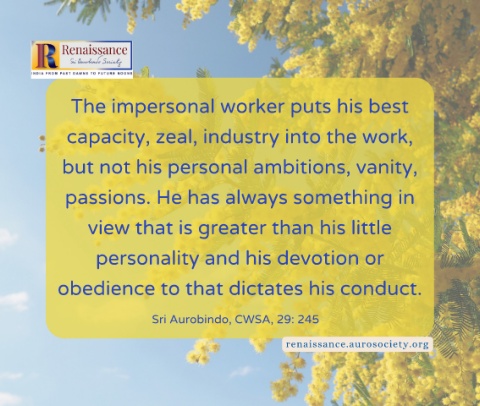 Renaissance
Sri Aurobindo Society
INDIA FROM PAST DAWNS TO FUTURE NOONS
The impersonal worker puts his best
capacity, zeal, industry into the work,
but not his personal ambitions, vanity,
passions. He has always something in
view that is greater than his little
personality and his devotion or
obedience to that dictates his conduct.
Sri Aurobindo, CWSA, 29: 245
renaissance.aurosociety.org